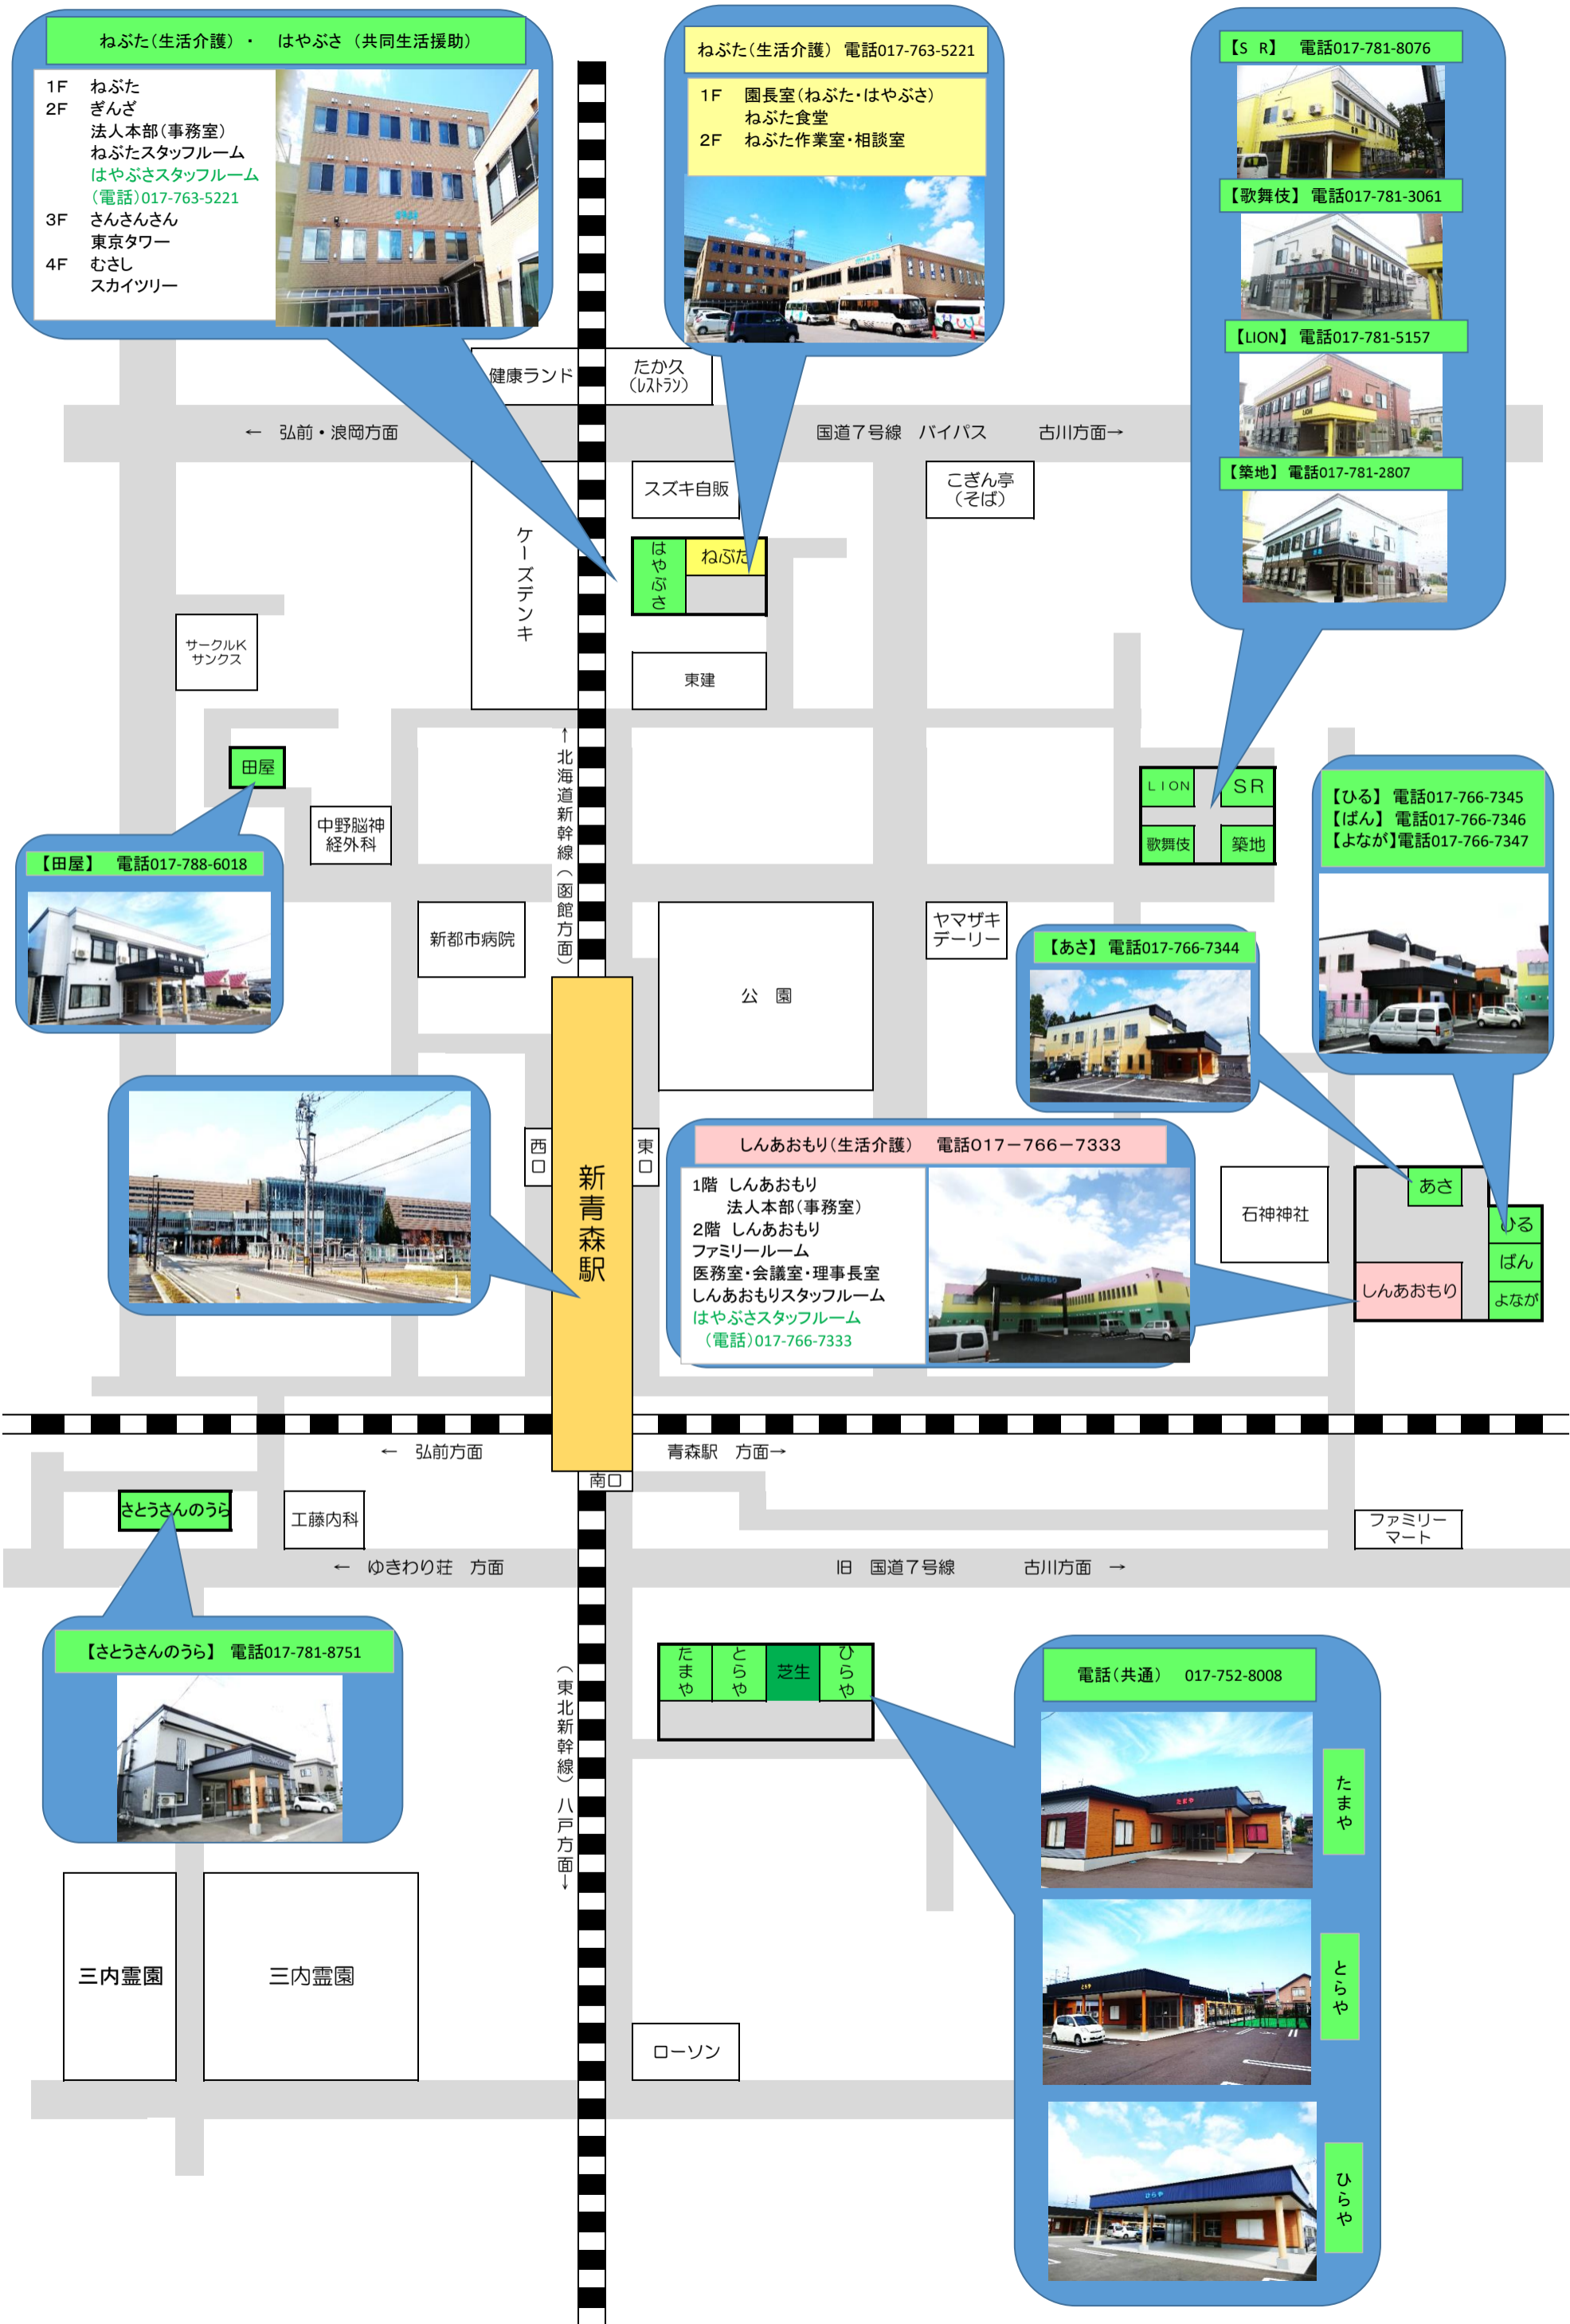 ねぶた(生活介護)・　はやぶさ (共同生活援助)
1F　ねぶた
2F　ぎんざ
法人本部(事務室)
ねぶたスタッフルーム
はやぶさスタッフルーム
(電話)017-763-5221
3F　さんさんさん
東京タワー
4F　むさし
スカイツリー
ねぶた(生活介護) 電話017-763-5221
1F　園長室(ねぶた・はやぶさ)
ねぶた食堂
2F　ねぶた作業室・相談室
【S R】　電話017-781-8076
【歌舞伎】 電話017-781-3061
【LION】 電話017-781-5157
【築地】 電話017-781-2807
健康ランド
たか久
(ﾚｽﾄﾗﾝ)
←　弘前・浪岡方面
国道７号線　バイパス　　古川方面→
ケーズデンキ
スズキ自販
こぎん亭
(そば)
はやぶさ
ねぶた
サークルK
サンクス
東建
←北海道新幹線(函館方面)
田屋
中野脳神
経外科
LION
SR
歌舞伎
築地
【ひる】 電話017-766-7345
【ばん】 電話017-766-7346
【よなが】電話017-766-7347
【田屋】　電話017-788-6018
新都市病院
公　園
ヤマザキ
デーリー
【あさ】 電話017-766-7344
西口
新青森駅
東口
しんあおもり(生活介護)　電話017－766－7333
1階 しんあおもり
法人本部(事務室)
2階 しんあおもり
ファミリールーム
医務室・会議室・理事長室
しんあおもりスタッフルーム
はやぶさスタッフルーム
(電話)017-766-7333
しんあおもり
石神神社
あさ
ひる
ばん
よなが
しんあおもり
←　弘前方面
青森駅　方面→
南口
さとうさんのうら
工藤内科
ファミリー
マート
←　ゆきわり荘　方面
旧　国道７号線　　　古川方面　→
【さとうさんのうら】 電話017-781-8751
(東北新幹線)　八戸方面→
たまや
とらや
芝生
ひらや
電話(共通)　017-752-8008
たまや
たまや
とらや
とらや
ひらや
ひらや
三内霊園
三内霊園
ローソン